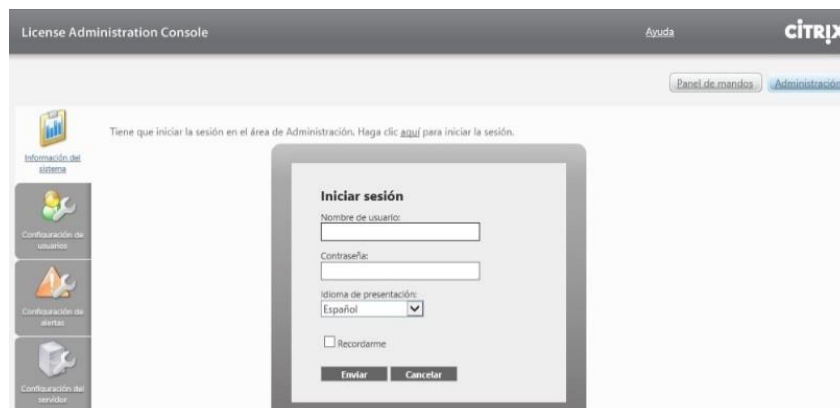 License Administration Console
Ayuda
CİTRIX
Panel de mandos
Administración
Tiene que iniciar la sesión en el área de Administración. Haga clic aquí para iniciar la sesión.
Información del
sistema
Configuración de
usuarios
Configuración de
alertas
Configuración del
servidor
Iniciar sesión
Nombre de usuario:
Contraseña:
Idioma de presentación:
Español
Recordarme
Enviar
Cancelar